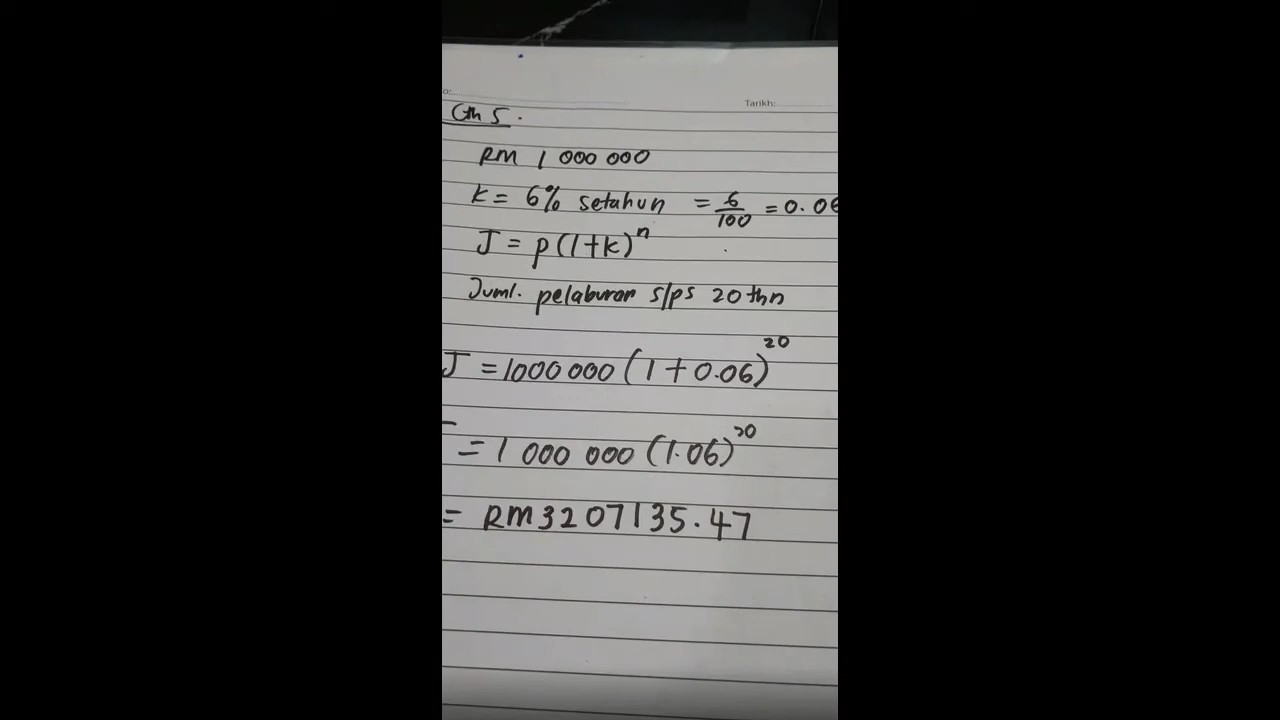 o:
Tarikh:
Cth 5.
RM 1 000 000
K = 6% setahun = 6/100 = 0.06
J = p(1+k)^n
Juml. pelaburan s/ps 20 thn
J = 1000 000 (1 + 0.06)^20
= 1 000 000 (1.06)^20
= RM3207135.47